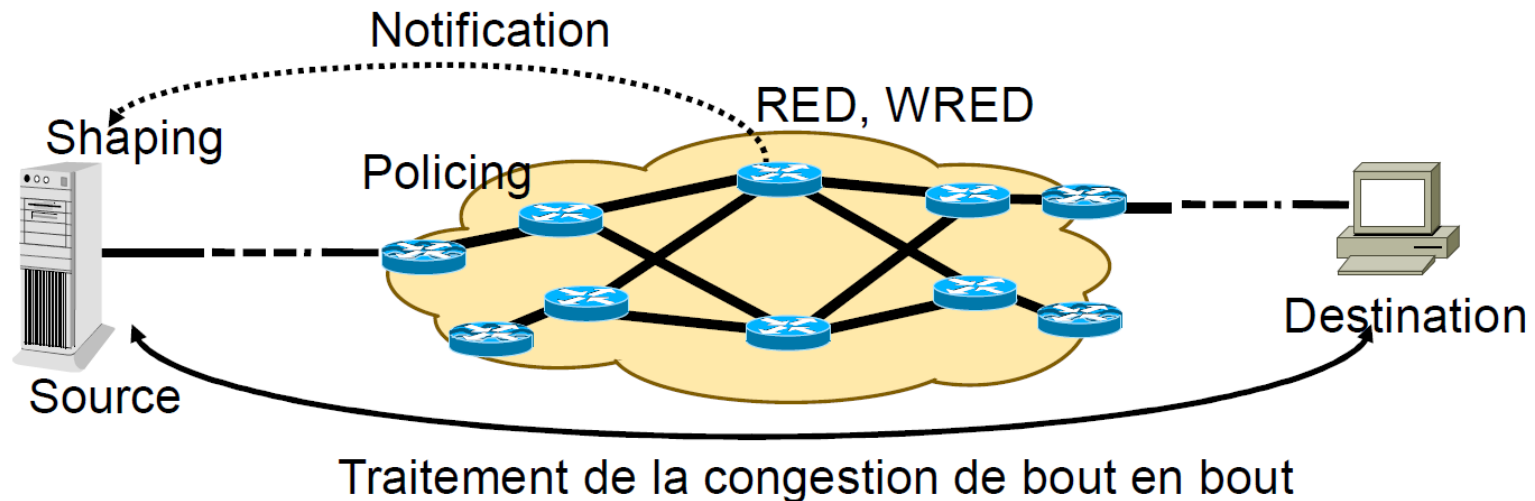 Notification
RED, WRED
Shaping
Policing
Destination
Source
Traitement de la congestion de bout en bout